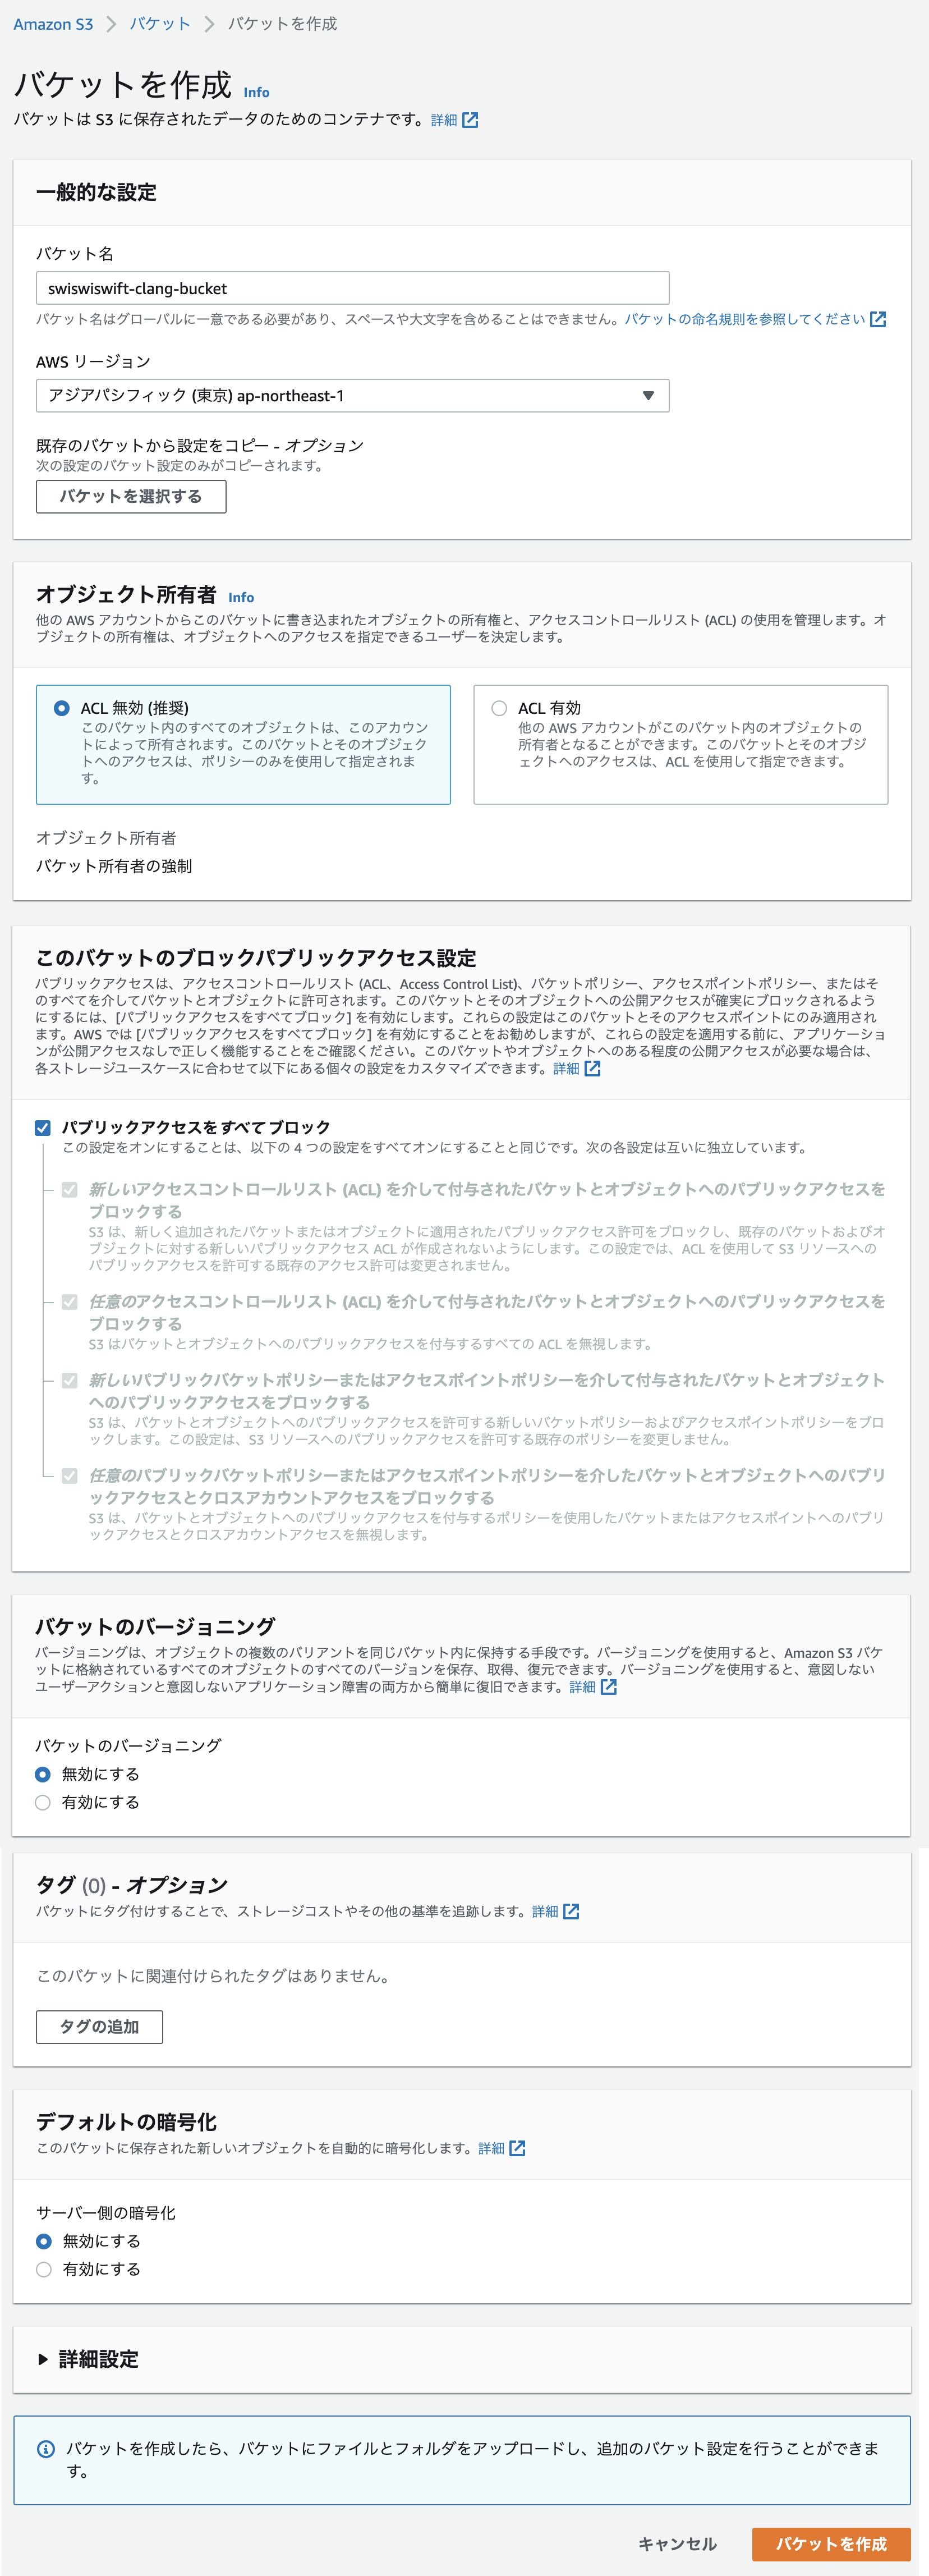 Amazon S3 > バケット > バケットを作成
バケットを作成 Info
バケットは S3 に保存されたデータのためのコンテナです。詳細
一般的な設定
バケット名
swiswiswift-clang-bucket
バケット名はグローバルに一意である必要があり、スペースや大文字を含めることはできません。バケットの命名規則を参照してください
AWS リージョン
アジアパシフィック (東京) ap-northeast-1
既存のバケットから設定をコピー - オプション
次の設定のバケット設定のみがコピーされます。
バケットを選択する
オブジェクト所有者 Info
他の AWS アカウントからこのバケットに書き込まれたオブジェクトの所有権と、アクセスコントロールリスト (ACL) の使用を管理します。オ
ブジェクトの所有権は、オブジェクトへのアクセスを指定できるユーザーを決定します。
ACL 無効 (推奨)
このバケット内のすべてのオブジェクトは、このアカウン
トによって所有されます。このバケットとそのオブジェク
トへのアクセスは、ポリシーのみを使用して指定されま
す。
ACL 有効
他の AWS アカウントがこのバケット内のオブジェクトの
所有者となることができます。このバケットとそのオブジ
ェクトへのアクセスは、ACL を使用して指定できます。
オブジェクト所有者
バケット所有者の強制
このバケットのブロックパブリックアクセス設定
パブリックアクセスは、アクセスコントロールリスト (ACL、Access Control List)、バケットポリシー、アクセスポイントポリシー、またはそ
のすべてを介してバケットとオブジェクトに許可されます。このバケットとそのオブジェクトへの公開アクセスが確実にブロックされるよう
にするには、[パブリックアクセスをすべてブロック] を有効にします。これらの設定はこのバケットとそのアクセスポイントにのみ適用されま
す。AWS では [パブリックアクセスをすべてブロック] を有効にすることをお勧めしますが、これらの設定を適用する前に、アプリケーショ
ンが公開アクセスなしで正しく機能することをご確認ください。このバケットやオブジェクトへのある程度の公開アクセスが必要な場合は、
各ストレージユースケースに合わせて以下にある個々の設定をカスタマイズできます。詳細
パブリックアクセスをすべてブロック
この設定をオンにすることは、以下の 4 つの設定をすべてオンにすることと同じです。次の各設定は互いに独立しています。
新しいアクセスコントロールリスト (ACL) を介して付与されたバケットとオブジェクトへのパブリックアクセスを
ブロックする
S3 は、新しく追加されたバケットまたはオブジェクトに適用されたパブリックアクセス許可をブロックし、既存のバケットおよびオ
ブジェクトに対する新しいパブリックアクセス ACL が作成されないようにします。この設定では、ACL を使用して S3 リソースへの
パブリックアクセスを許可する既存のアクセス許可は変更されません。
任意のアクセスコントロールリスト (ACL) を介して付与されたバケットとオブジェクトへのパブリックアクセスを
ブロックする
S3 はバケットとオブジェクトへのパブリックアクセスを付与するすべての ACL を無視します。
新しいパブリックバケットポリシーまたはアクセスポイントポリシーを介して付与されたバケットとオブジェクト
へのパブリックアクセスをブロックする
S3 は、バケットとオブジェクトへのパブリックアクセスを許可する新しいバケットポリシーおよびアクセスポイントポリシーをブロ
ックします。この設定は、S3 リソースへのパブリックアクセスを許可する既存のポリシーを変更しません。
任意のパブリックバケットポリシーまたはアクセスポイントポリシーを介したバケットとオブジェクトへのパブリ
ックアクセスとクロスアカウントアクセスをブロックする
S3 は、バケットとオブジェクトへのパブリックアクセスを付与するポリシーを使用したバケットまたはアクセスポイントへのパブリ
ックアクセスとクロスアカウントアクセスを無視します。
バケットのバージョニング
バージョニングは、オブジェクトの複数のバリアントを同じバケット内に保持する手段です。バージョニングを使用すると、Amazon S3 バケ
ットに格納されているすべてのオブジェクトのすべてのバージョンを保存、取得、復元できます。バージョニングを使用すると、意図しない
ユーザーアクションと意図しないアプリケーション障害の両方から簡単に復旧できます。詳細
バケットのバージョニング
無効にする
有効にする
タグ (0) - オプション
バケットにタグ付けすることで、ストレージコストやその他の基準を追跡します。詳細
このバケットに関連付けられたタグはありません。
タグの追加
デフォルトの暗号化
このバケットに保存された新しいオブジェクトを自動的に暗号化します。詳細
サーバー側の暗号化
無効にする
有効にする
詳細設定
バケットを作成したら、バケットにファイルとフォルダをアップロードし、追加のバケット設定を行うことができま
す。
キャンセル
バケットを作成